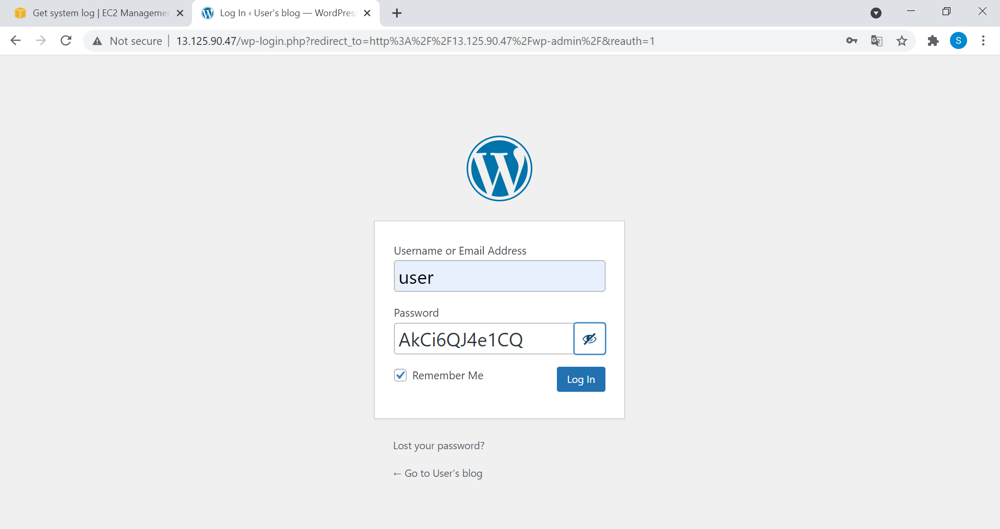 Get system log | EC2 Managemen
Log In ‹ User's blog — WordPress
Not secure
13.125.90.47/wp-login.php?redirect_to=http%3A%2F%2F13.125.90.47%2Fwp-admin%2F&reauth=1
S
Username or Email Address
user
Password
AkCi6QJ4e1CQ
Remember Me
Log In
Lost your password?
← Go to User's blog